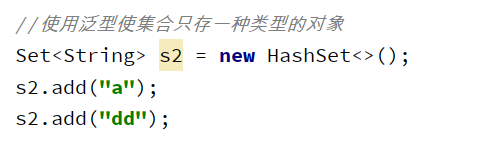 //使用泛型使集合只存一种类型的对象
Set<String> s2 = new HashSet<>();
s2.add("a");
s2.add("dd");